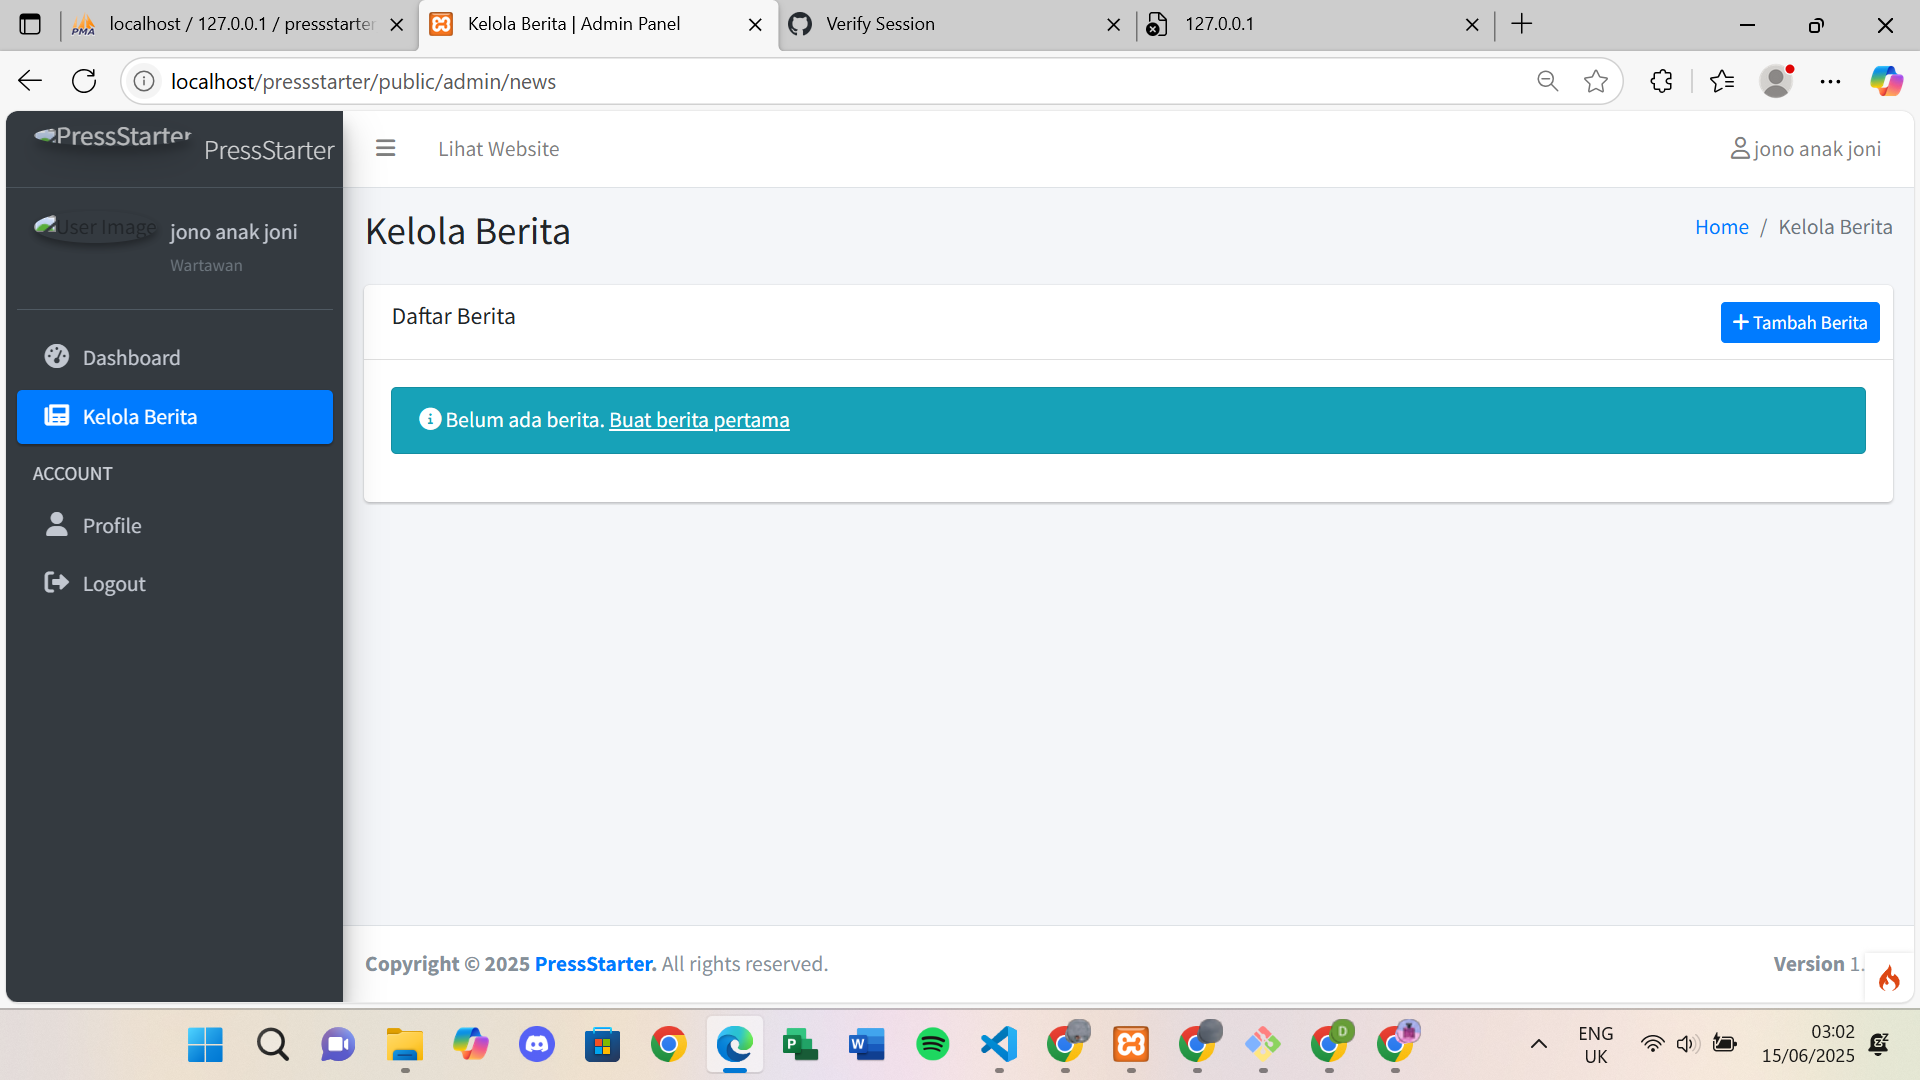 localhost / 127.0.0.1 / pressstarter
Kelola Berita | Admin Panel
Verify Session
127.0.0.1
localhost/pressstarter/public/admin/news
PressStarter
PressStarter
Lihat Website
jono anak joni
User Image
jono anak joni
Wartawan
Kelola Berita
Home / Kelola Berita
Daftar Berita
Tambah Berita
Dashboard
Kelola Berita
Belum ada berita. Buat berita pertama
ACCOUNT
Profile
Logout
Copyright © 2025 PressStarter. All rights reserved.
Version 1.
ENG
UK
03:02
15/06/2025